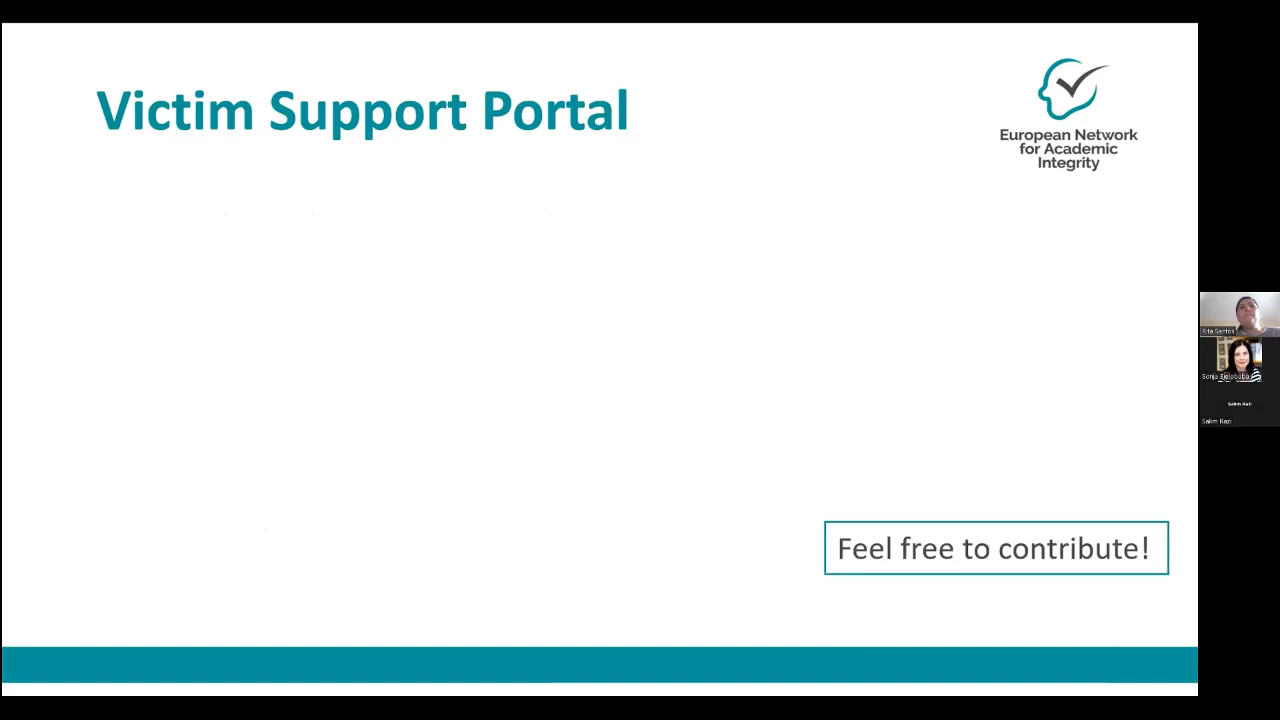 Victim Support Portal
European Network
for Academic
Integrity
Rita Santos
Sonja Bjelobaba
Salim Razi
Salim Razi
Feel free to contribute!